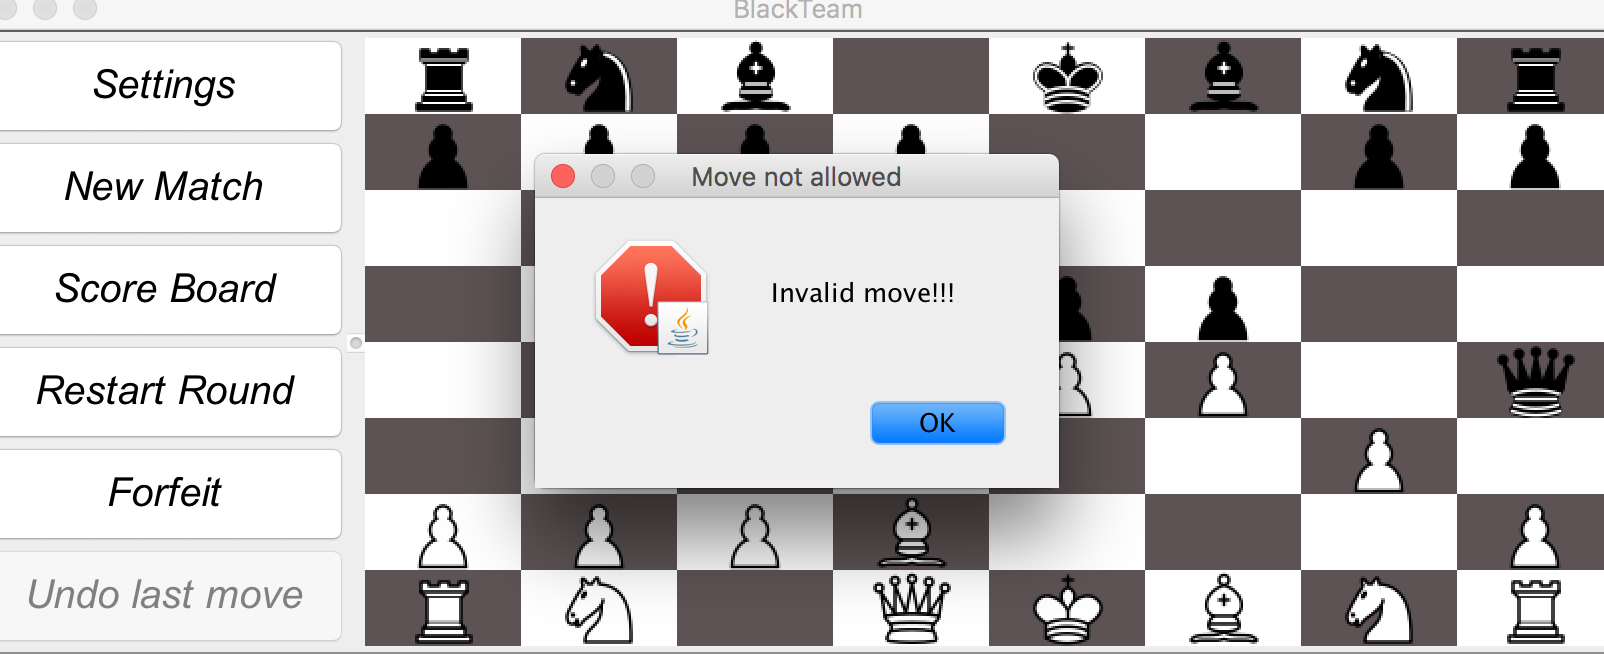 BlackTeam
Settings
New Match
Score Board
Restart Round
Forfeit
Undo last move
Move not allowed
Invalid move!!!
OK